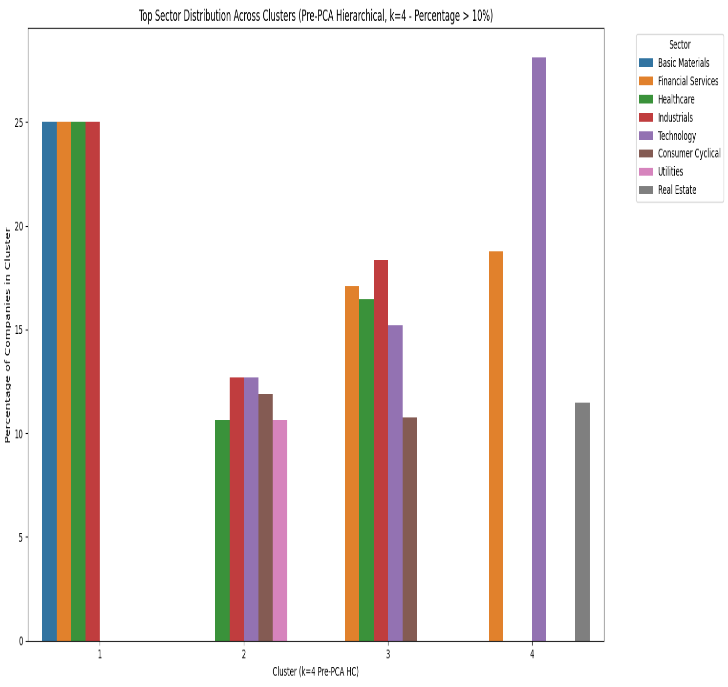 Top Sector Distribution Across Clusters (Pre-PCA Hierarchical, k=4 - Percentage > 10%)
Sector
Basic Materials
Financial Services
Healthcare
Industrials
Technology
Consumer Cyclical
Utilities
Real Estate
Percentage of Companies in Cluster
25
20
15
10
5
0
1 2 3 4
Cluster (k=4 Pre-PCA HC)